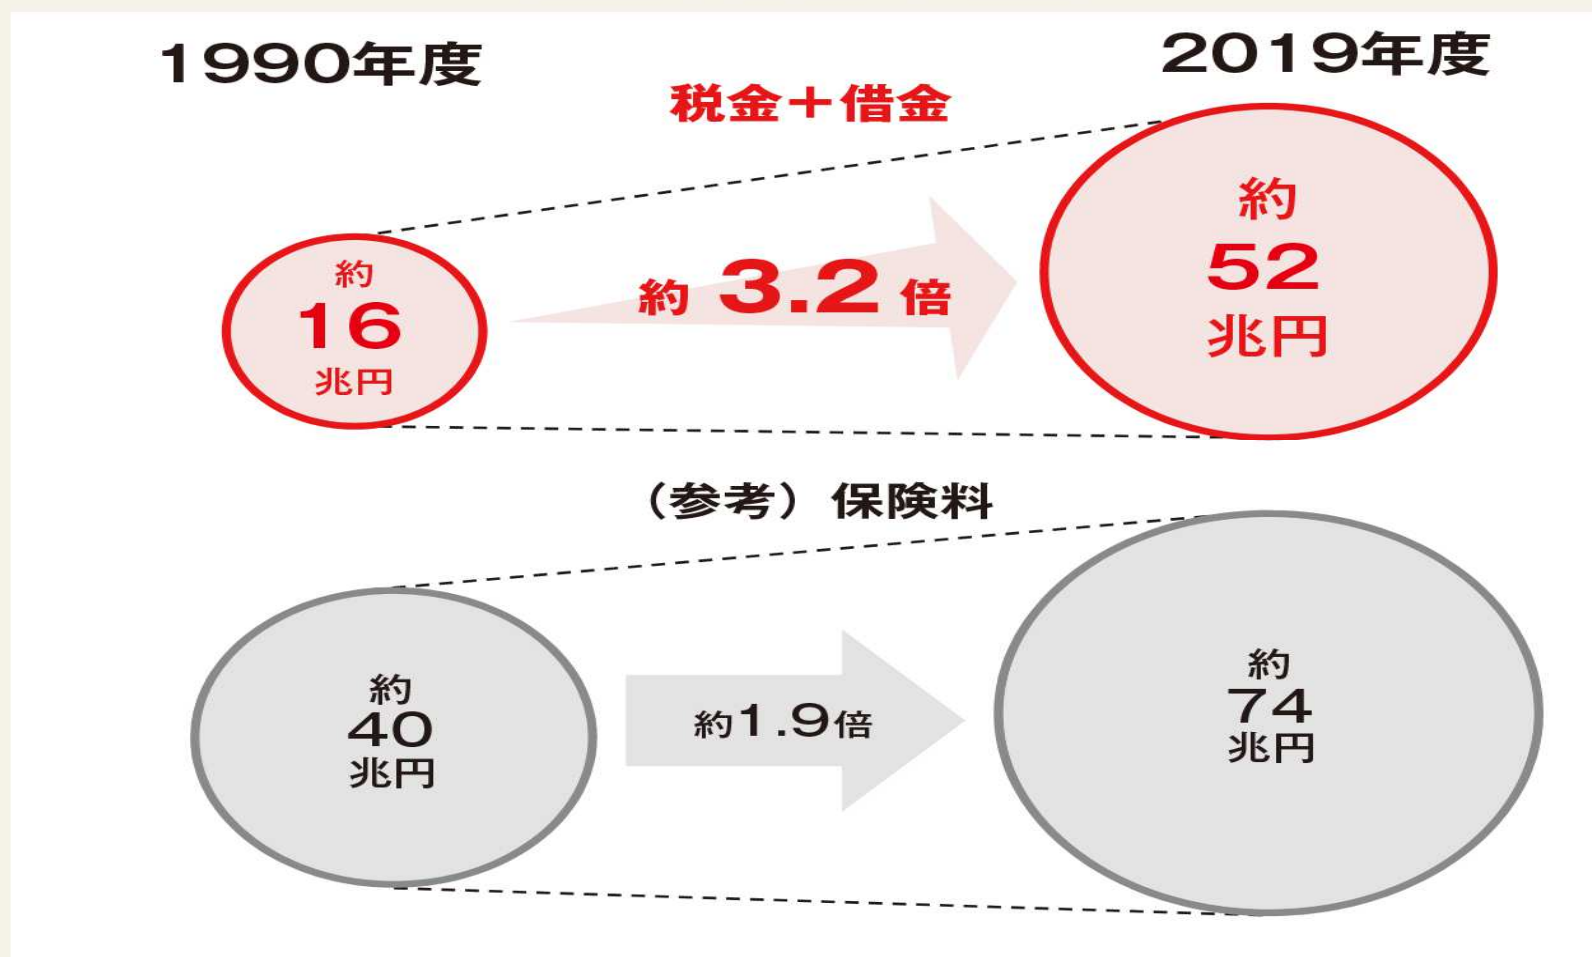 1990年度
2019年度
税金＋借金
約
16
兆円
約 3.2 倍
約
52
兆円
（参考）保険料
約
40
兆円
約1.9倍
約
74
兆円